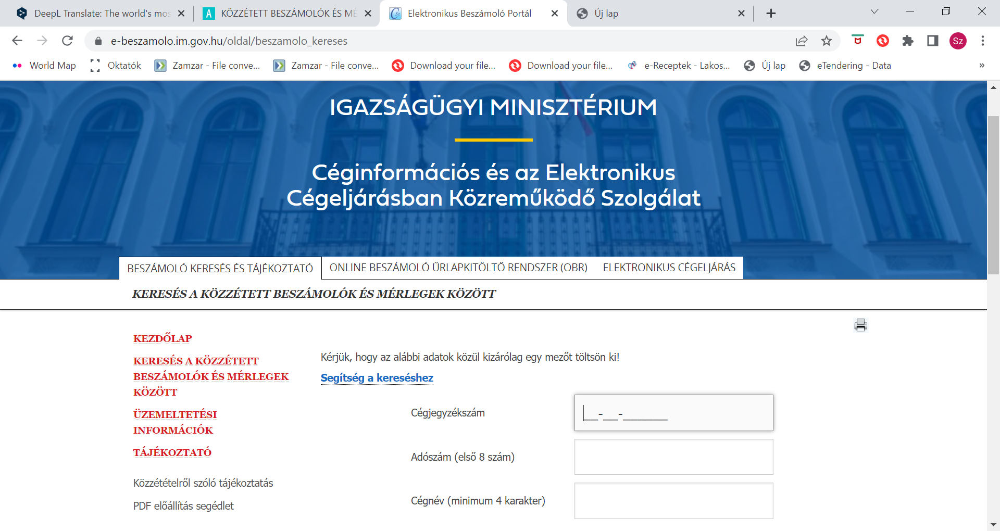 DeepL Translate: The world's mos
KÖZZÉTETT BESZÁMOLÓK ÉS MÉ
Elektronikus Beszámoló Portál
Új lap
e-beszamolo.im.gov.hu/oldal/beszamolo_kereses
Sz
World Map
Oktatók
Zamzar - File conve...
Zamzar - File conve...
Download your file...
Download your file...
e-Receptek - Lakos...
Új lap
eTendering - Data
»
IGAZSÁGÜGYI MINISZTÉRIUM
Céginformációs és az Elektronikus
Cégeljárásban Közreműködő Szolgálat
BESZÁMOLÓ KERESÉS ÉS TÁJÉKOZTATÓ
ONLINE BESZÁMOLÓ ŰRLAPKITÖLTŐ RENDSZER (OBR)
ELEKTRONIKUS CÉGELJÁRÁS
KERESÉS A KÖZZÉTETT BESZÁMOLÓK ÉS MÉRLEGEK KÖZÖTT
KEZDŐLAP
KERESÉS A KÖZZÉTETT
BESZÁMOLÓK ÉS MÉRLEGEK
KÖZÖTT
ÜZEMELTETÉSI
INFORMÁCIÓK
TÁJÉKOZTATÓ
Közzétételről szóló tájékoztatás
PDF előállítás segédlet
Kérjük, hogy az alábbi adatok közül kizárólag egy mezőt töltsön ki!
Segítség a kereséshez
Cégjegyzékszám
__-__-______
Adószám (első 8 szám)
Cégnév (minimum 4 karakter)